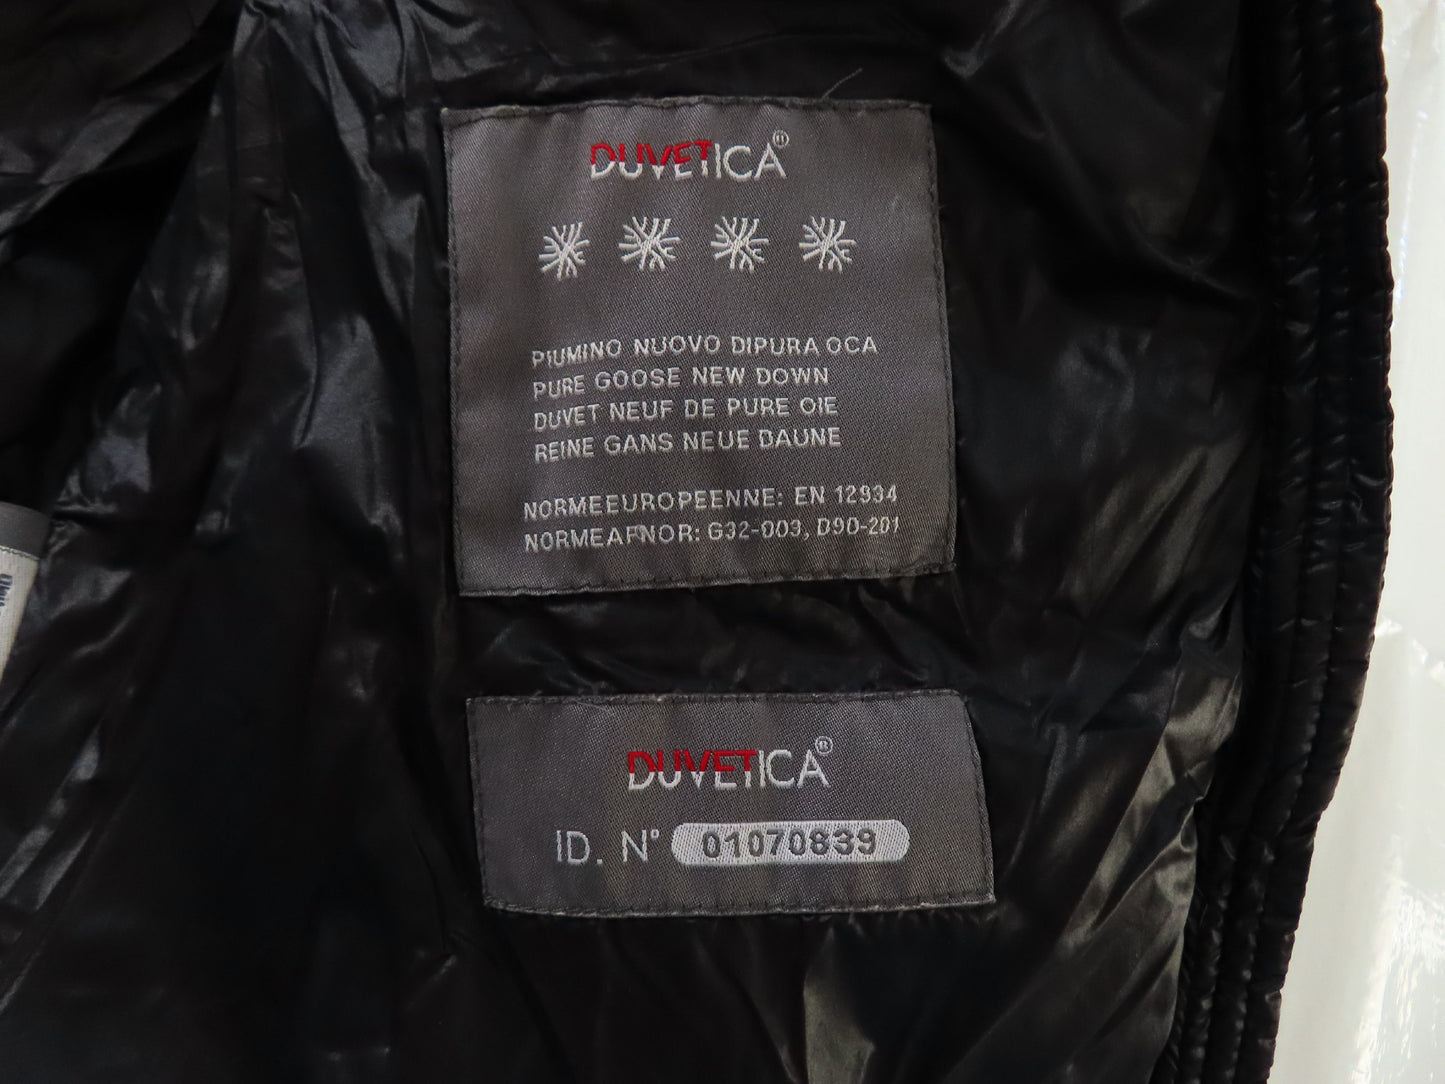 DUVETICA®
PIUMINO NUOVO DIPURA OCA
PURE GOOSE NEW DOWN
DUVET NEUF DE PURE OIE
REINE GANS NEUE DAUNE
NORMEEUROPEENNE: EN 12934
NORMEAFNOR: G32-003, D90-201
DUVETICA®
ID. N° 01070839